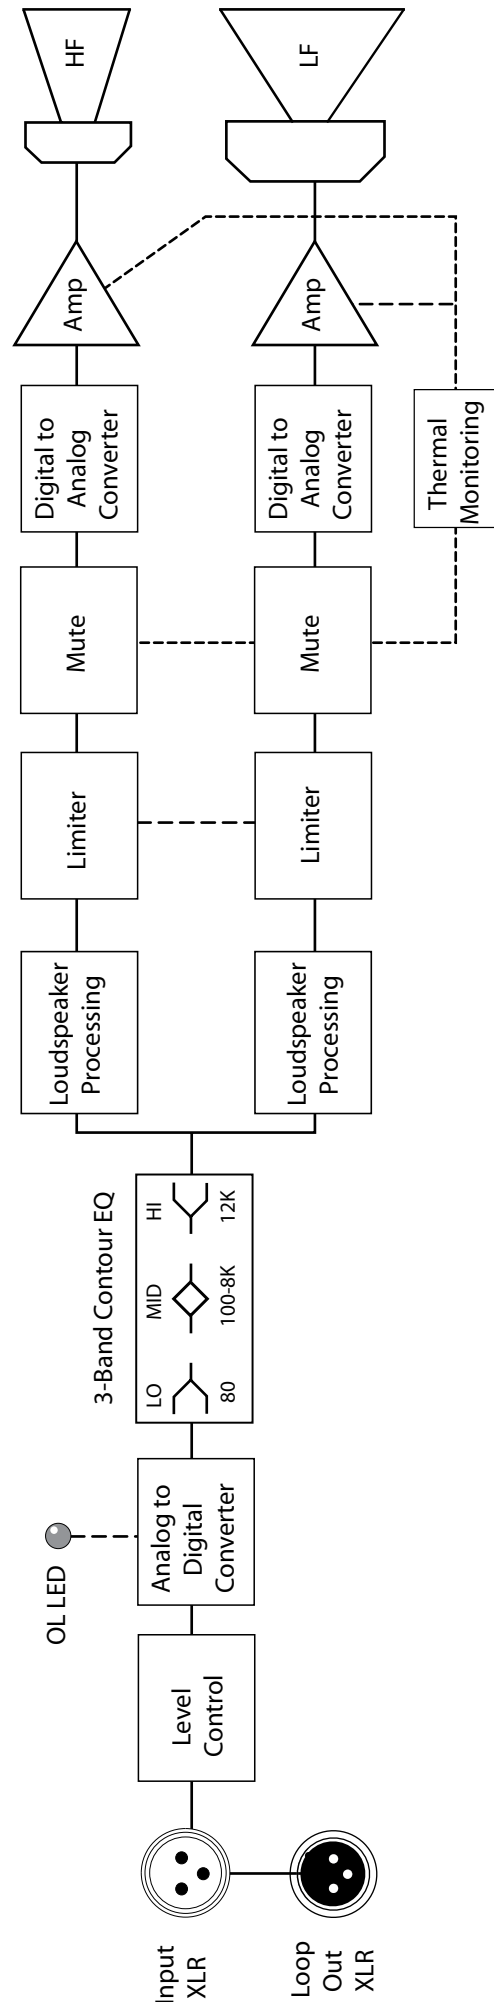 Input
XLR
Loop
Out
XLR
Level
Control
OL LED
Analog to
Digital
Converter
3-Band Contour EQ
LO
MID
HI
80
100-8K
12K
Loudspeaker
Processing
Limiter
Mute
Digital to
Analog
Converter
Amp
HF
Loudspeaker
Processing
Limiter
Mute
Digital to
Analog
Converter
Amp
LF
Thermal
Monitoring